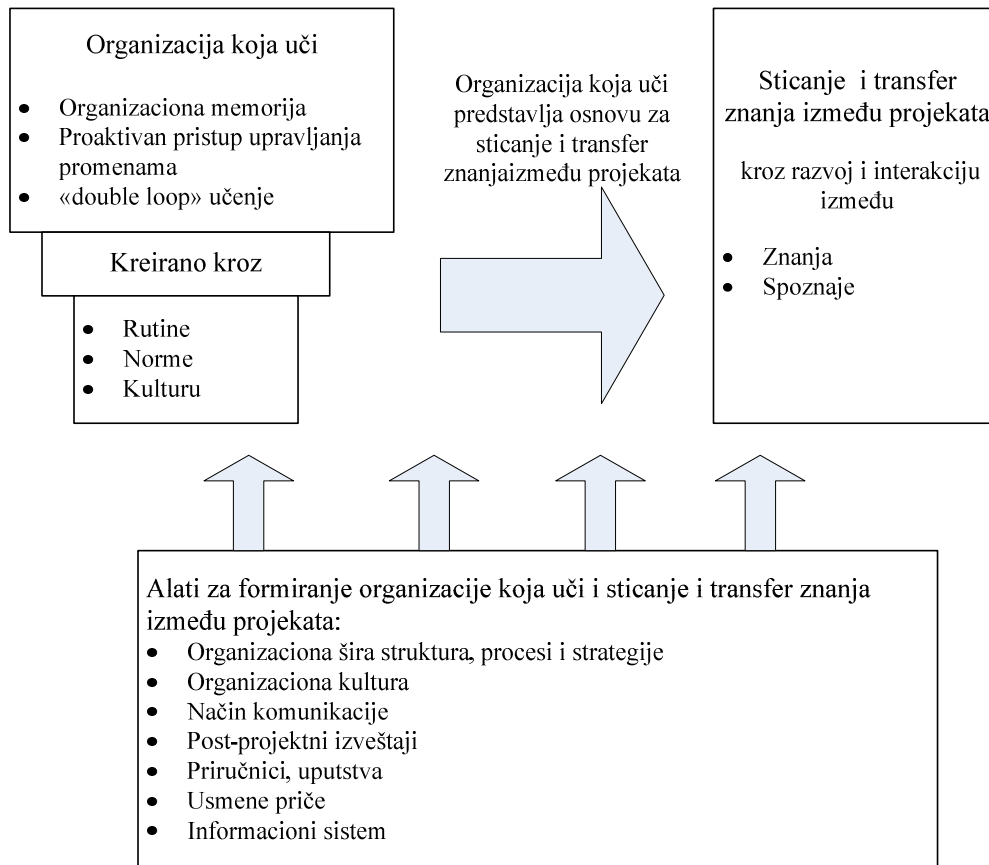 Organizacija koja uči
• Organizaciona memorija
• Proaktivan pristup upravljanja
promenama
• «double loop» učenje
Kreirano kroz
• Rutine
• Norme
• Kulturu
Organizacija koja uči
predstavlja osnovu za
sticanje i transfer
znanjaizmeđu projekata
Sticanje i transfer
znanja između projekata
kroz razvoj i interakciju
između
• Znanja
• Spoznaje
Alati za formiranje organizacije koja uči i sticanje i transfer znanja
između projekata:
• Organizaciona šira struktura, procesi i strategije
• Organizaciona kultura
• Način komunikacije
• Post-projektni izveštaji
• Priručnici, uputstva
• Usmene priče
• Informacioni sistem